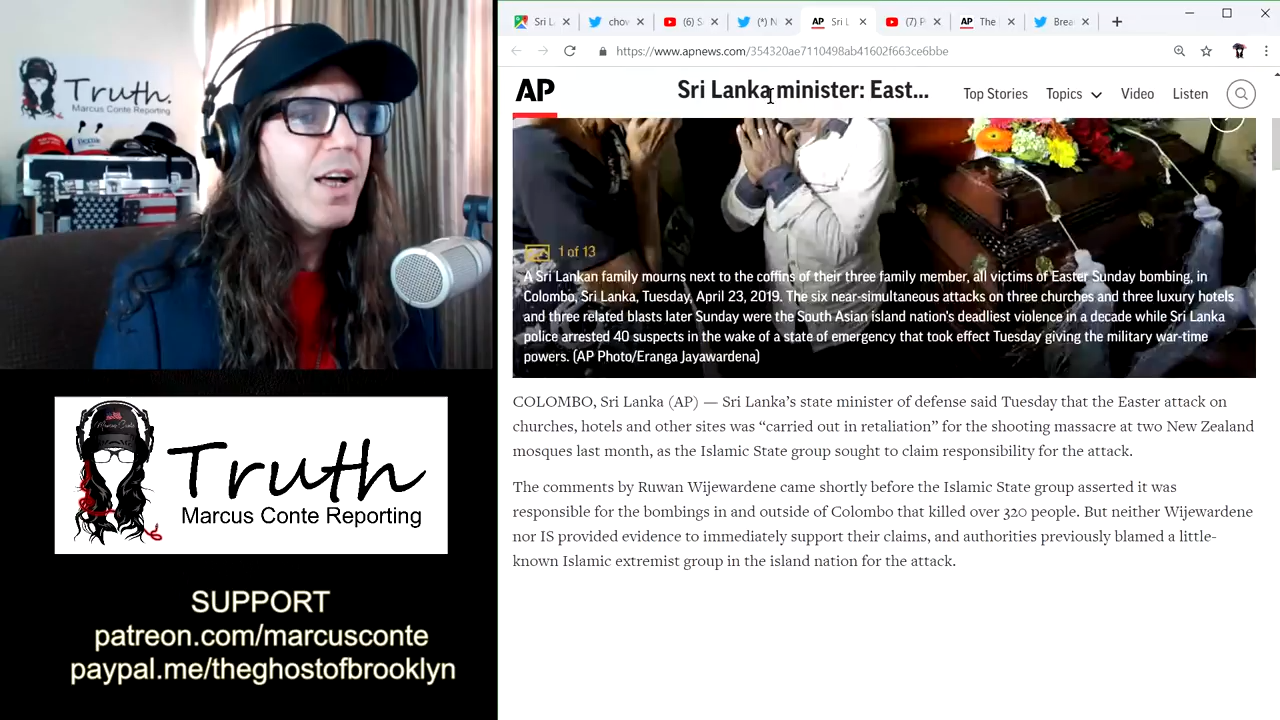 Truth.
Marcus Conte Reporting
Sri L
chov
(6) S
(*) N
AP Sri L
(7) P
AP The
Brea
https://www.apnews.com/354320ae7110498ab41602f663ce6bbe
AP
Sri Lanka minister: East...
Top Stories
Topics
Video
Listen
1 of 13
A Sri Lankan family mourns next to the coffins of their three family member, all victims of Easter Sunday bombing, in
Colombo, Sri Lanka, Tuesday, April 23, 2019. The six near-simultaneous attacks on three churches and three luxury hotels
and three related blasts later Sunday were the South Asian island nation's deadliest violence in a decade while Sri Lanka
police arrested 40 suspects in the wake of a state of emergency that took effect Tuesday giving the military war-time
powers. (AP Photo/Eranga Jayawardena)
COLOMBO, Sri Lanka (AP) — Sri Lanka's state minister of defense said Tuesday that the Easter attack on
churches, hotels and other sites was “carried out in retaliation” for the shooting massacre at two New Zealand
mosques last month, as the Islamic State group sought to claim responsibility for the attack.
The comments by Ruwan Wijewardene came shortly before the Islamic State group asserted it was
responsible for the bombings in and outside of Colombo that killed over 320 people. But neither Wijewardene
nor IS provided evidence to immediately support their claims, and authorities previously blamed a little-
known Islamic extremist group in the island nation for the attack.
Truth
Marcus Conte Reporting
SUPPORT
patreon.com/marcusconte
paypal.me/theghostofbrooklyn